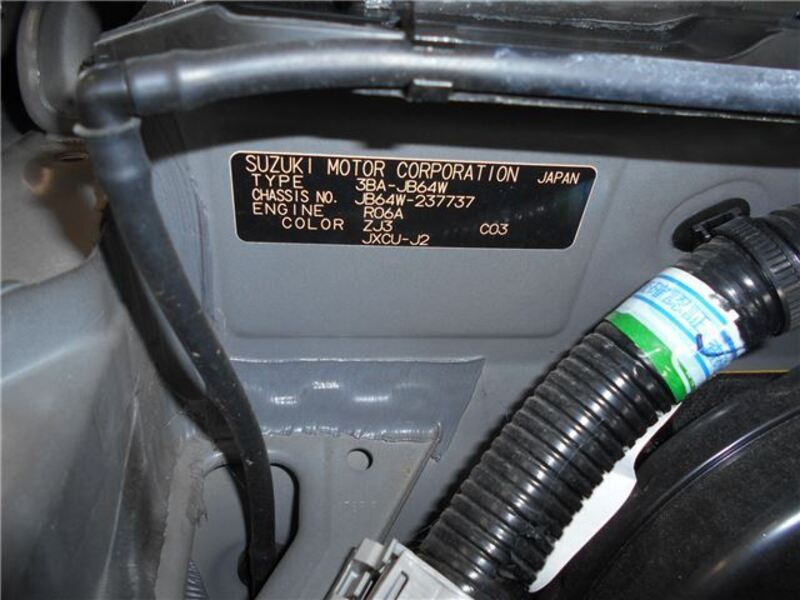 SUZUKI MOTOR CORPORATION JAPAN
TYPE 3BA-JB64W
CHASSIS NO. JB64W-237737
ENGINE R06A
COLOR ZJ3 C03
JXCU-J2